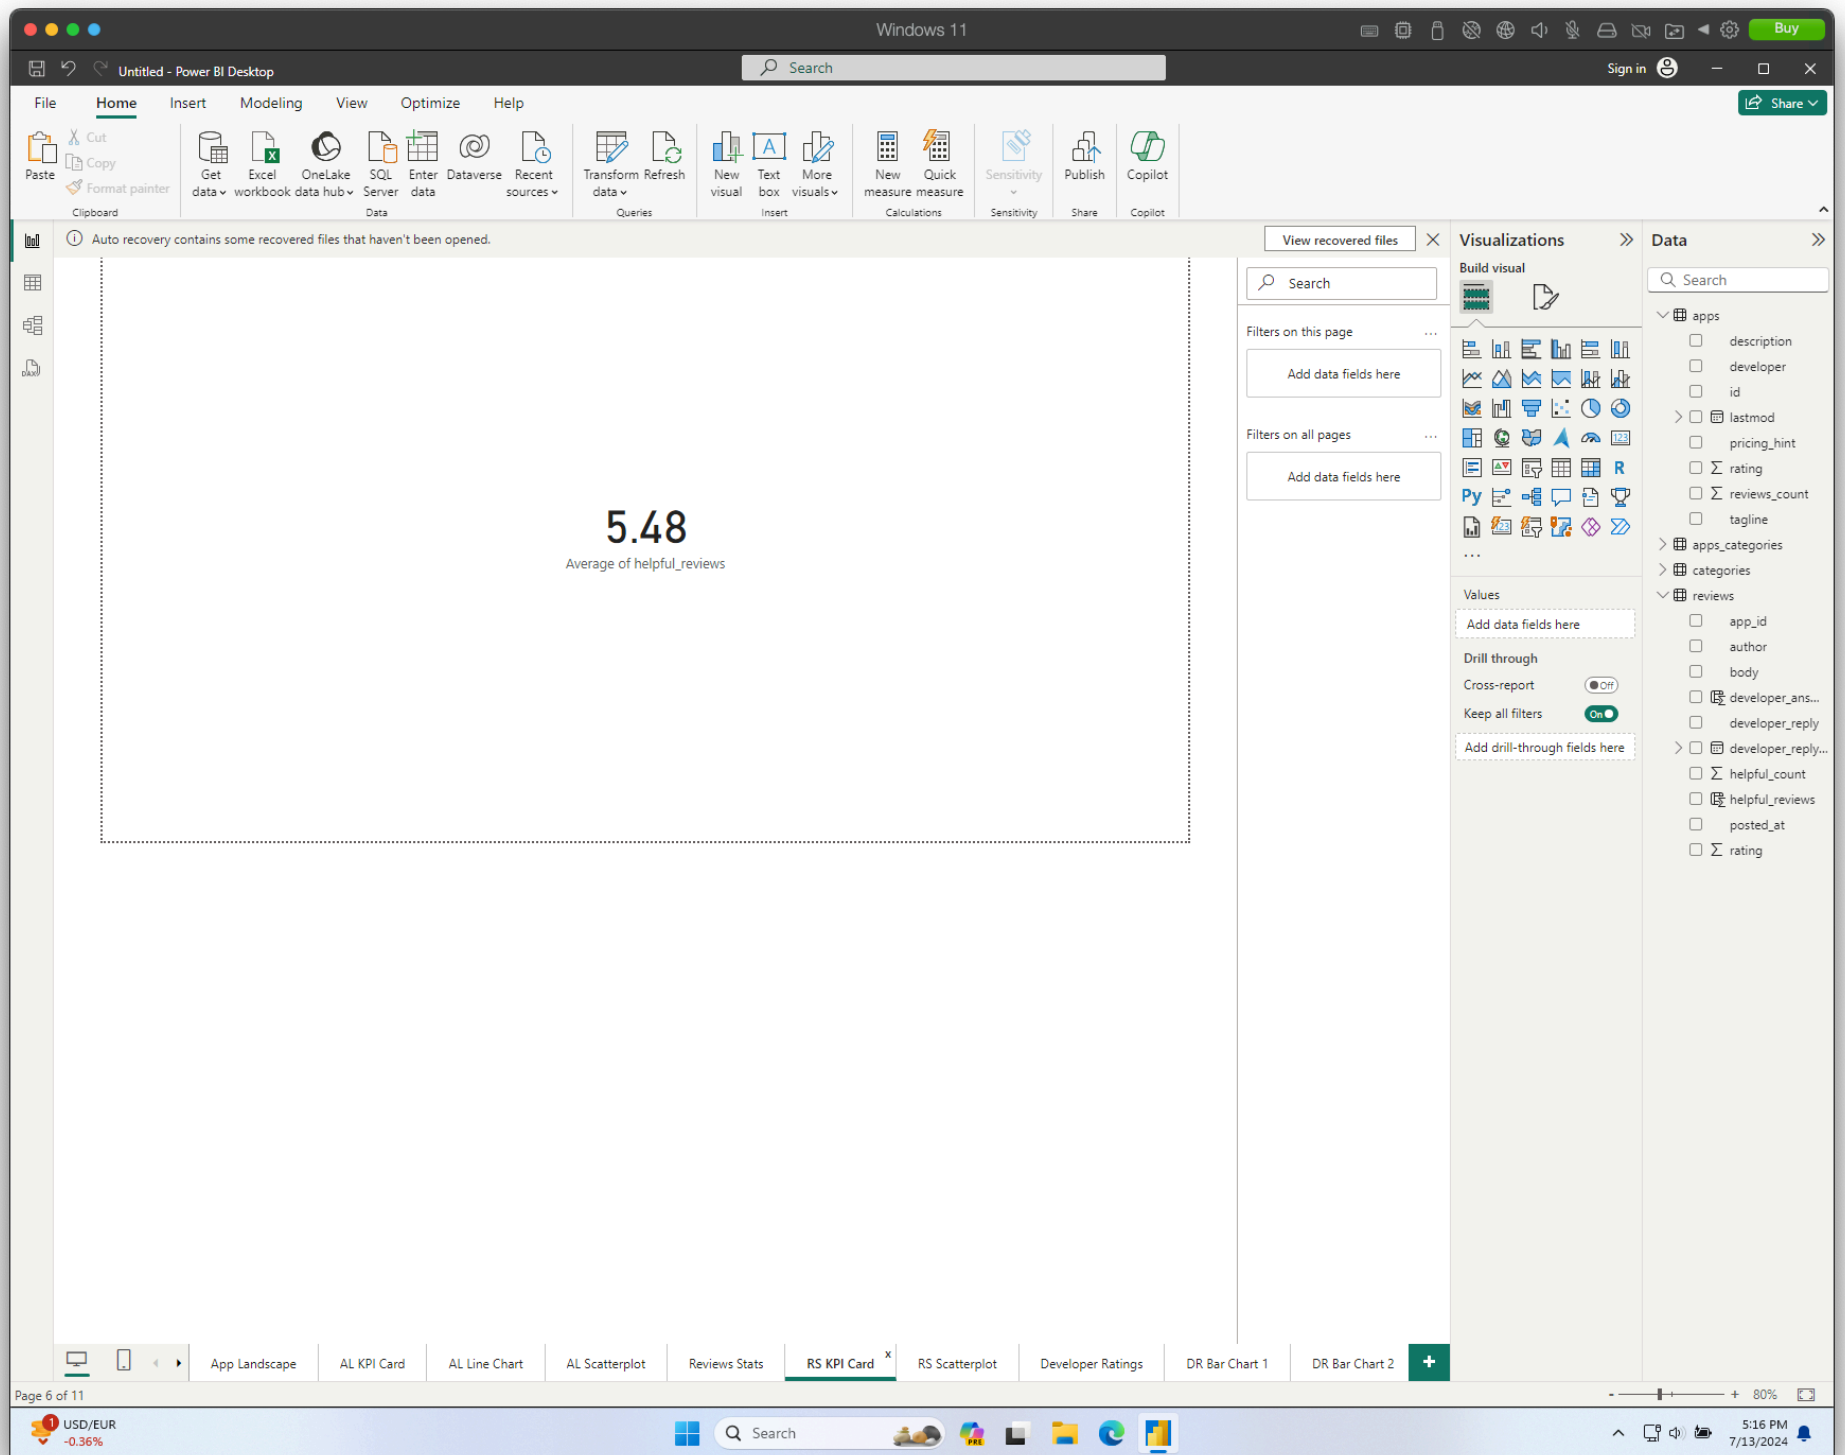 Windows 11
Buy
Untitled - Power BI Desktop
Search
Sign in
File Home Insert Modeling View Optimize Help
Share
Paste
Cut
Copy
Format painter
Clipboard
Get data
Excel workbook
OneLake data hub
SQL Server
Enter data
Dataverse
Recent sources
Data
Transform data
Refresh
Queries
New visual
Text box
More visuals
Insert
New measure
Quick measure
Calculations
Sensitivity
Sensitivity
Publish
Share
Copilot
Copilot
Auto recovery contains some recovered files that haven't been opened.
View recovered files
5.48
Average of helpful_reviews
Search
Filters on this page
...
Add data fields here
Filters on all pages
...
Add data fields here
Visualizations
Build visual
123
R
Py
123
...
Values
Add data fields here
Drill through
Cross-report
Off
Keep all filters
On
Add drill-through fields here
Data
Search
apps
description
developer
id
lastmod
pricing_hint
∑ rating
∑ reviews_count
tagline
apps_categories
categories
reviews
app_id
author
body
developer_ans...
developer_reply
developer_reply...
∑ helpful_count
helpful_reviews
posted_at
∑ rating
DAX
App Landscape
AL KPI Card
AL Line Chart
AL Scatterplot
Reviews Stats
RS KPI Card
x
RS Scatterplot
Developer Ratings
DR Bar Chart 1
DR Bar Chart 2
+
Page 6 of 11
- + 80%
1
USD/EUR
-0.36%
Search
PRE
5:16 PM
7/13/2024